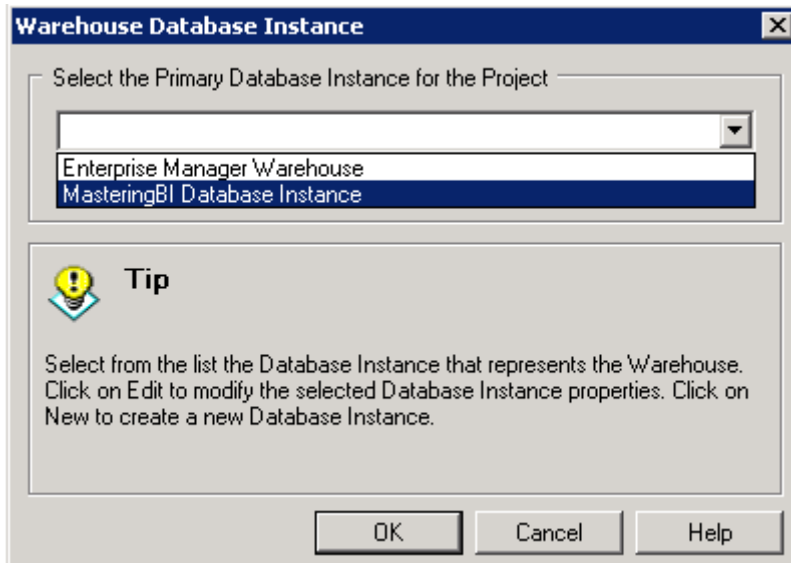 Warehouse Database Instance
Select the Primary Database Instance for the Project
Enterprise Manager Warehouse
MasteringBI Database Instance
Tip
Select from the list the Database Instance that represents the Warehouse.
Click on Edit to modify the selected Database Instance properties. Click on
New to create a new Database Instance.
OK Cancel Help